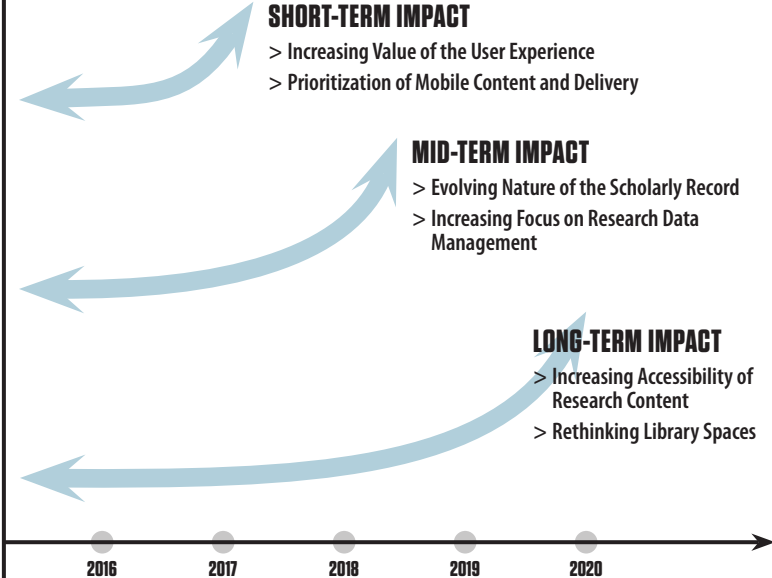 SHORT-TERM IMPACT
> Increasing Value of the User Experience
> Prioritization of Mobile Content and Delivery
MID-TERM IMPACT
> Evolving Nature of the Scholarly Record
> Increasing Focus on Research Data
Management
LONG-TERM IMPACT
> Increasing Accessibility of
Research Content
> Rethinking Library Spaces
2016 2017 2018 2019 2020